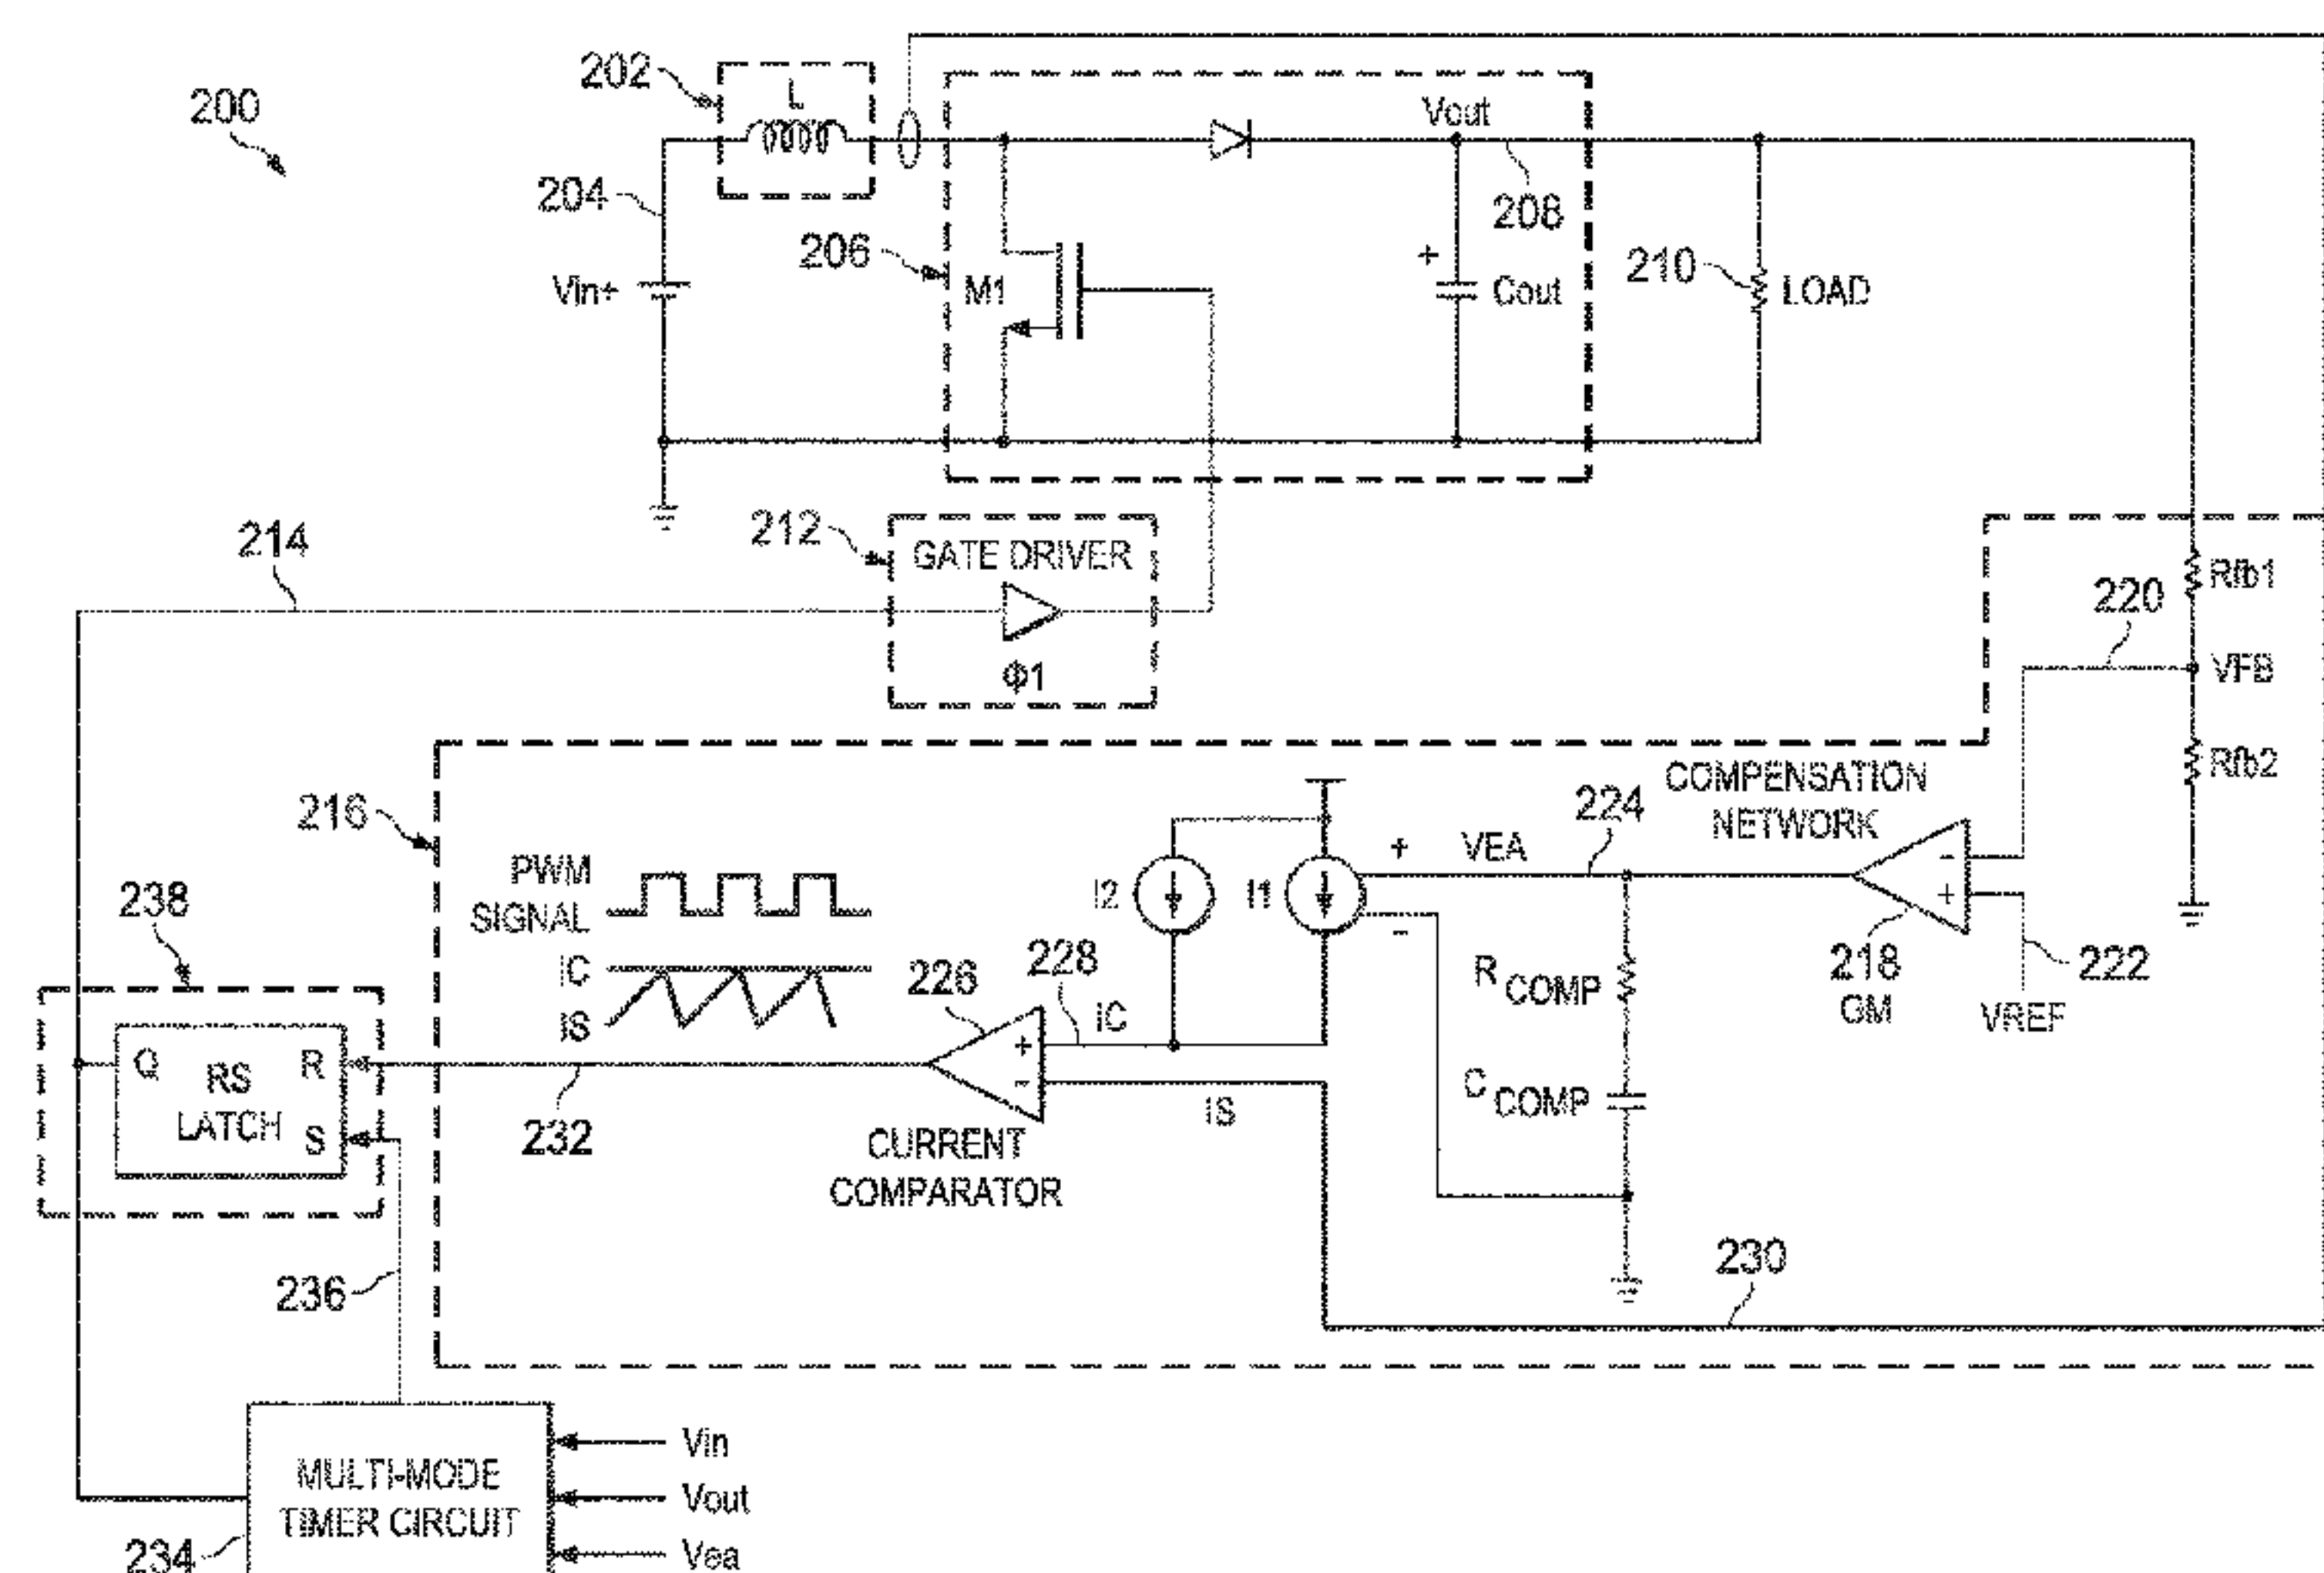 200
202
L
204
Vin+
206
M1
Vout
208
+
Cout
210
LOAD
214
212
GATE DRIVER
Φ1
Rfb1
220
VFB
Rfb2
216
COMPENSATION
NETWORK
224
PWM
SIGNAL
IC
IS
I2
I1
+
VEA
-
-
+
218
GM
222
VREF
238
Q
RS
LATCH
R
S
226
228
IC
+
-
IS
232
CURRENT
COMPARATOR
R COMP
C COMP
230
236
MULTI-MODE
TIMER CIRCUIT
234
Vin
Vout
Vea